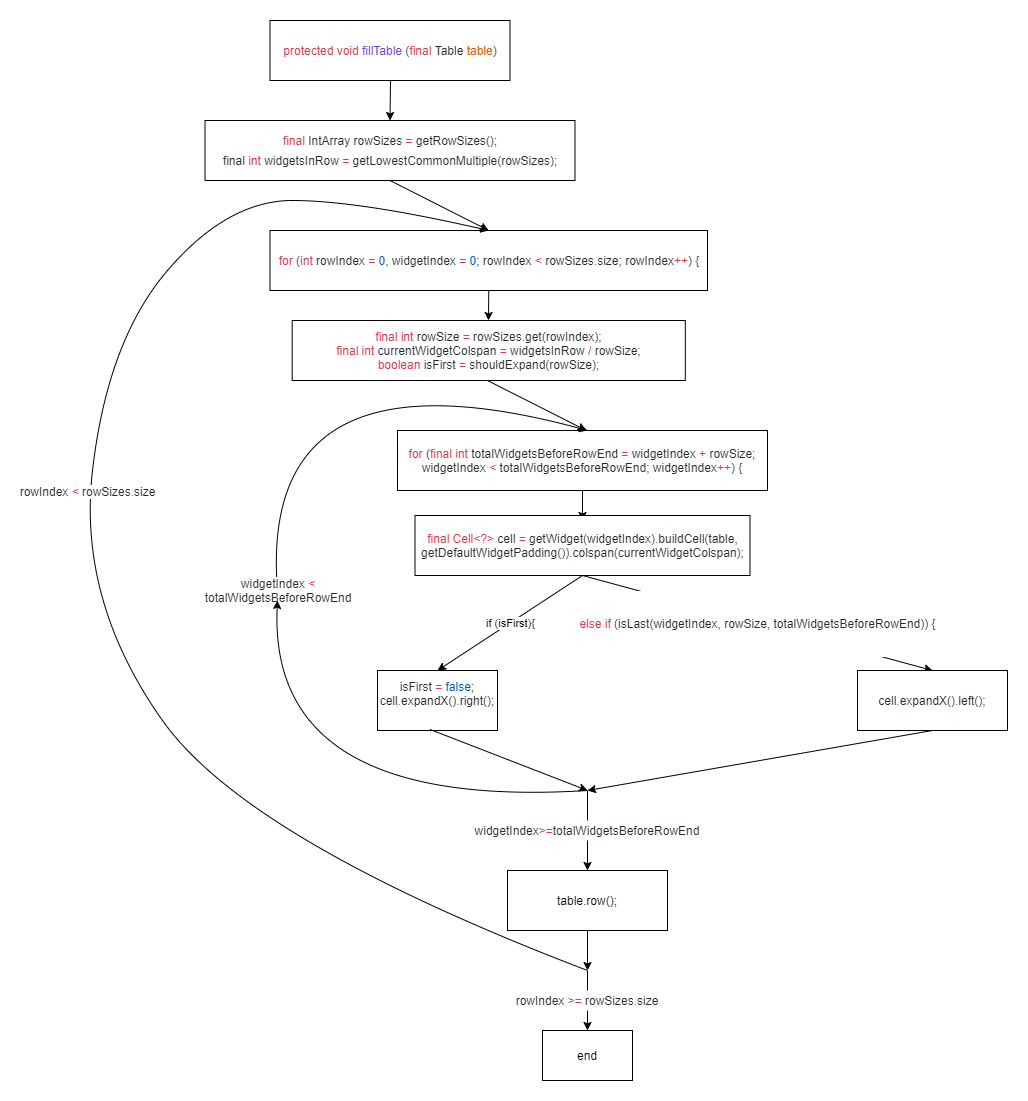 protected void fillTable (final Table table)
final IntArray rowSizes = getRowSizes();
final int widgetsInRow = getLowestCommonMultiple(rowSizes);
for (int rowIndex = 0, widgetIndex = 0; rowIndex < rowSizes.size; rowIndex++) {
final int rowSize = rowSizes.get(rowIndex);
final int currentWidgetColspan = widgetsInRow / rowSize;
boolean isFirst = shouldExpand(rowSize);
for (final int totalWidgetsBeforeRowEnd = widgetIndex + rowSize;
widgetIndex < totalWidgetsBeforeRowEnd; widgetIndex++) {
rowIndex < rowSizes.size
final Cell<?> cell = getWidget(widgetIndex).buildCell(table,
getDefaultWidgetPadding()).colspan(currentWidgetColspan);
widgetIndex <
totalWidgetsBeforeRowEnd
if (isFirst){
else if (isLast(widgetIndex, rowSize, totalWidgetsBeforeRowEnd)) {
isFirst = false;
cell.expandX().right();
cell.expandX().left();
widgetIndex>=totalWidgetsBeforeRowEnd
table.row();
rowIndex >= rowSizes.size
end